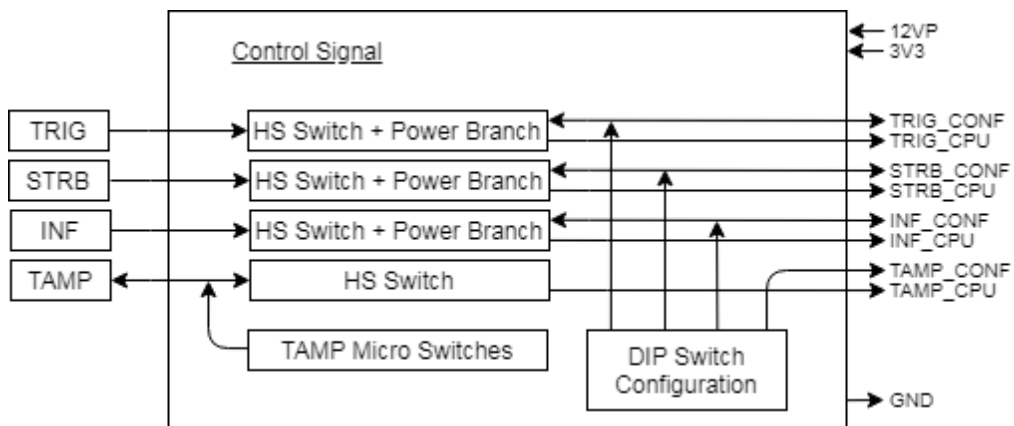 12VP
3V3
Control Signal
TRIG
HS Switch + Power Branch
TRIG_CONF
TRIG_CPU
STRB
HS Switch + Power Branch
STRB_CONF
STRB_CPU
INF
HS Switch + Power Branch
INF_CONF
INF_CPU
TAMP
HS Switch
TAMP_CONF
TAMP_CPU
TAMP Micro Switches
DIP Switch
Configuration
GND